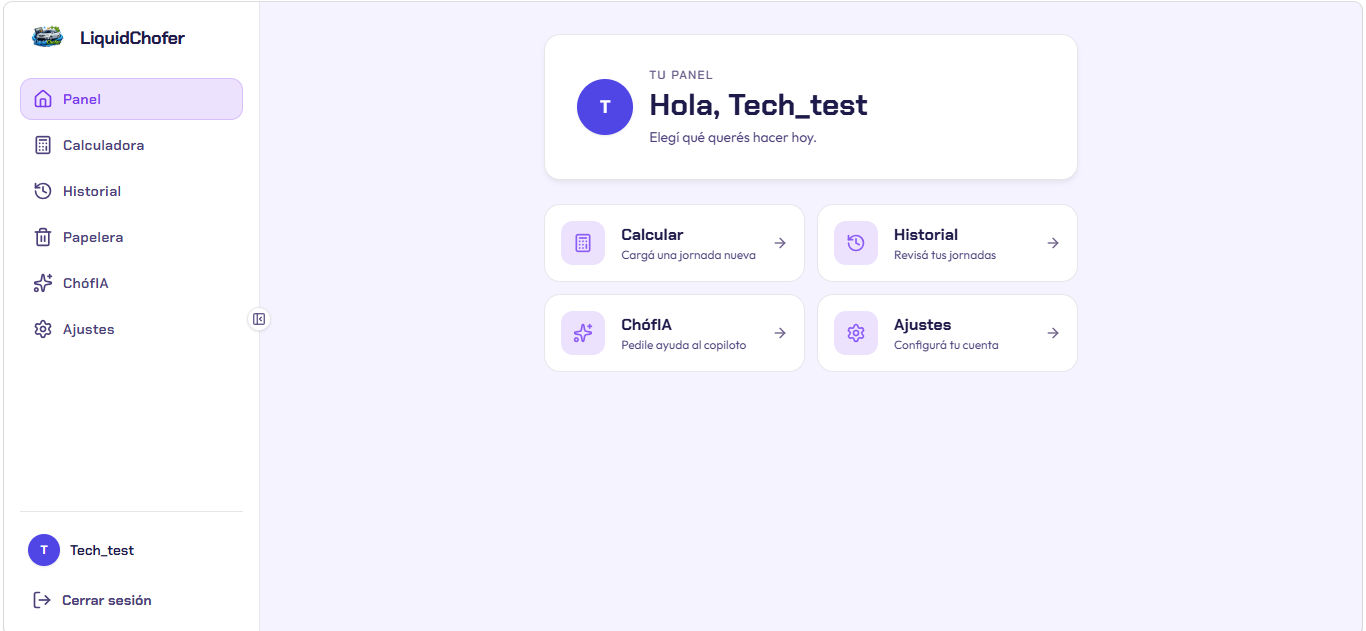 LiquidChofer
Panel
Calculadora
Historial
Papelera
ChófIA
Ajustes
T
Tech_test
Cerrar sesión
T
TU PANEL
Hola, Tech_test
Elegí qué querés hacer hoy.
Calcular
Cargá una jornada nueva
Historial
Revisá tus jornadas
ChófIA
Pedile ayuda al copiloto
Ajustes
Configurá tu cuenta